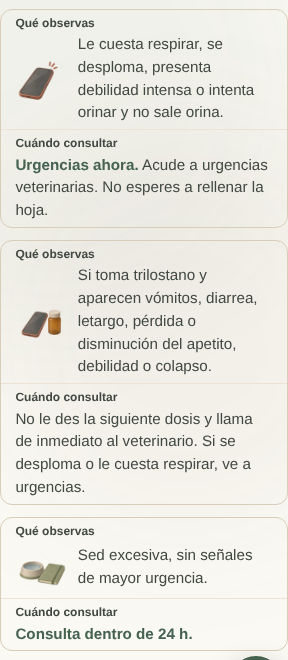 Qué observas
Le cuesta respirar, se
desploma, presenta
debilidad intensa o intenta
orinar y no sale orina.
Cuándo consultar
Urgencias ahora. Acude a urgencias
veterinarias. No esperes a rellenar la
hoja.
Qué observas
Si toma trilostano y
aparecen vómitos, diarrea,
letargo, pérdida o
disminución del apetito,
debilidad o colapso.
Cuándo consultar
No le des la siguiente dosis y llama
de inmediato al veterinario. Si se
desploma o le cuesta respirar, ve a
urgencias.
Qué observas
Sed excesiva, sin señales
de mayor urgencia.
Cuándo consultar
Consulta dentro de 24 h.